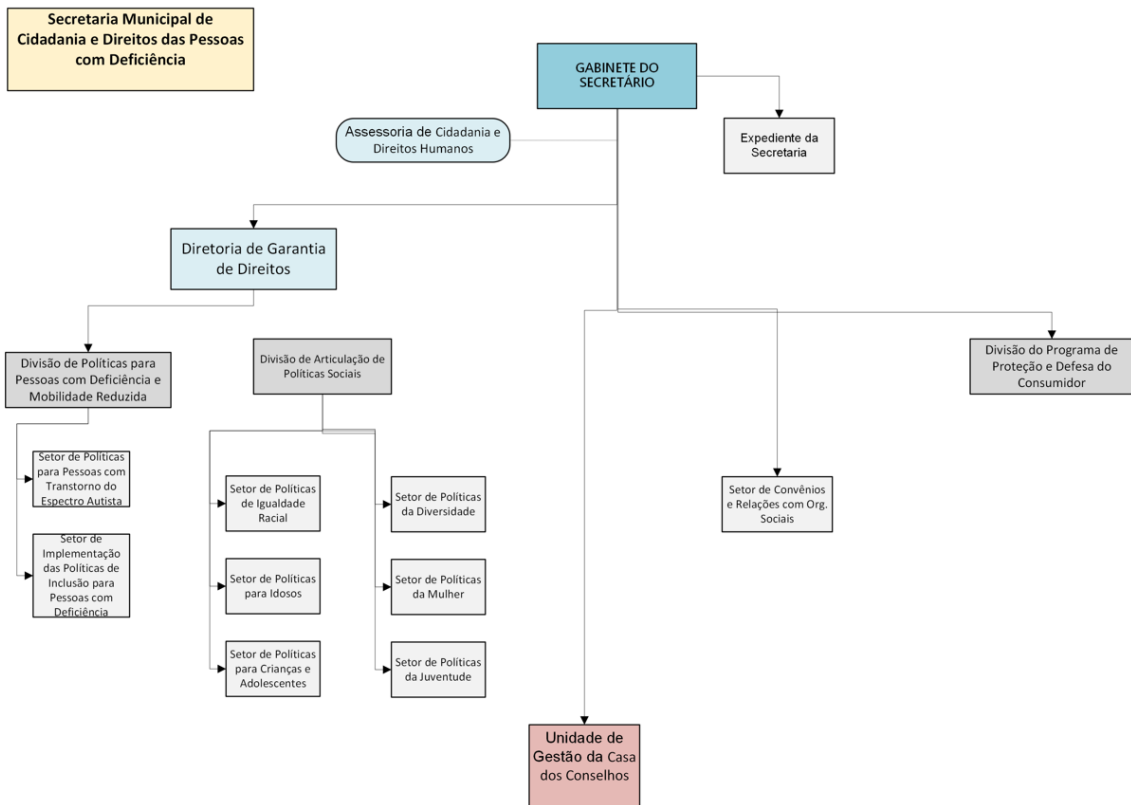 Secretaria Municipal de
Cidadania e Direitos das Pessoas
com Deficiência
GABINETE DO
SECRETÁRIO
Assessoria de Cidadania e
Direitos Humanos
Expediente da
Secretaria
Diretoria de Garantia
de Direitos
Divisão de Políticas para
Pessoas com Deficiência e
Mobilidade Reduzida
Divisão de Articulação de
Políticas Sociais
Divisão do Programa de
Proteção e Defesa do
Consumidor
Setor de Políticas
para Pessoas com
Transtorno do
Espectro Autista
Setor de
Implementação
das Políticas de
Inclusão para
Pessoas com
Deficiência
Setor de Políticas
de Igualdade
Racial
Setor de Políticas
da Diversidade
Setor de Políticas
para Idosos
Setor de Políticas
da Mulher
Setor de Políticas
para Crianças e
Adolescentes
Setor de Políticas
da Juventude
Setor de Convênios
e Relações com Org.
Sociais
Unidade de
Gestão da Casa
dos Conselhos